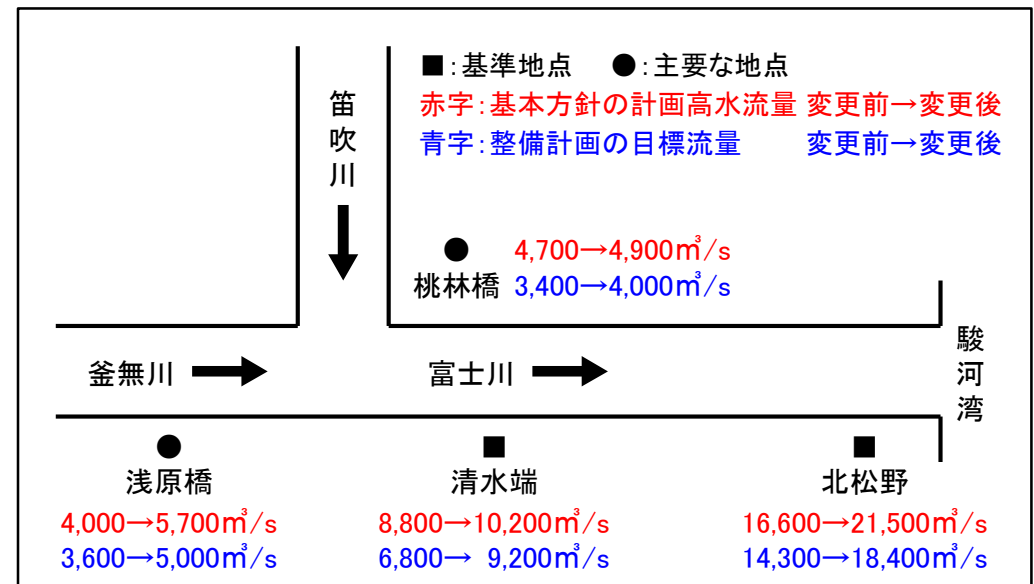 ■:基準地点 ●:主要な地点
赤字:基本方針の計画高水流量 変更前→変更後
青字:整備計画の目標流量 変更前→変更後
笛吹川
● 4,700→4,900㎥/s
桃林橋 3,400→4,000㎥/s
釜無川
富士川
駿河湾
●
浅原橋
4,000→5,700㎥/s
3,600→5,000㎥/s
■
清水端
8,800→10,200㎥/s
6,800→ 9,200㎥/s
■
北松野
16,600→21,500㎥/s
14,300→18,400㎥/s